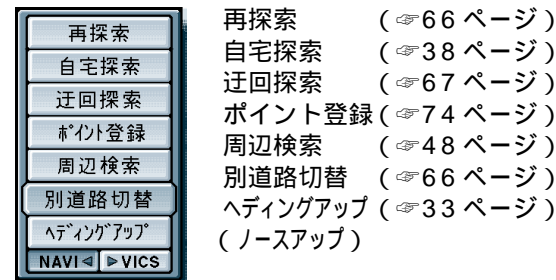 再探索
自宅探索
迂回探索
ﾎﾟｲﾝﾄ登録
周辺検索
別道路切替
ﾍﾃﾞｨﾝｸﾞｱｯﾌﾟ
NAVI◁ ▷VICS
再探索 (☞66ページ)
自宅探索 (☞38ページ)
迂回探索 (☞67ページ)
ポイント登録(☞74ページ)
周辺検索 (☞48ページ)
別道路切替 (☞66ページ)
ヘディングアップ(☞33ページ)
(ノースアップ)